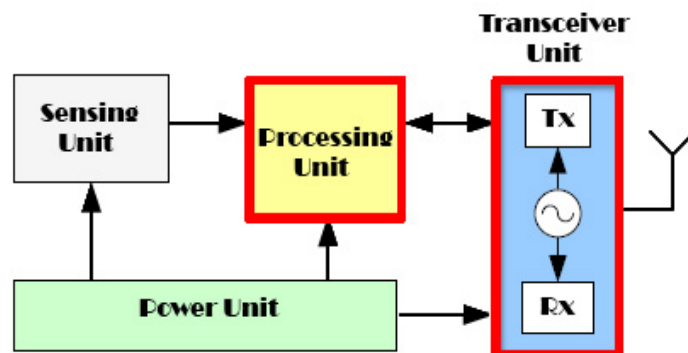 Transceiver
Unit
Sensing
Unit
Processing
Unit
Tx
Rx
Power Unit